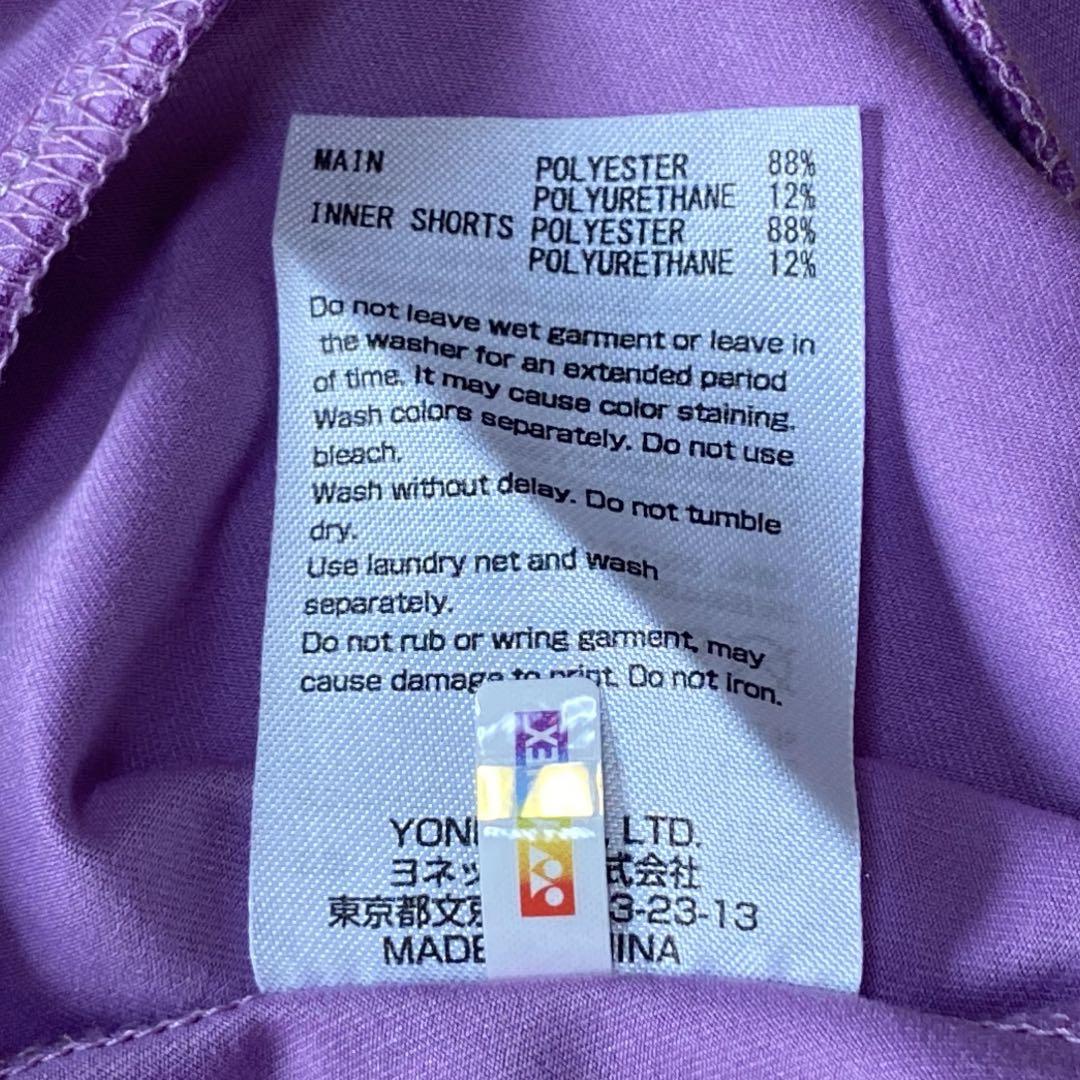 MAIN POLYESTER 88%
POLYURETHANE 12%
INNER SHORTS POLYESTER 88%
POLYURETHANE 12%
Do not leave wet garment or leave in
the washer for an extended period
of time. It may cause color staining.
Wash colors separately. Do not use
bleach.
Wash without delay. Do not tumble
dry.
Use laundry net and wash
separately.
Do not rub or wring garment, may
cause damage to print. Do not iron.
YON LTD.
ヨネッ 式会社
東京都文 3-23-13
MADE INA